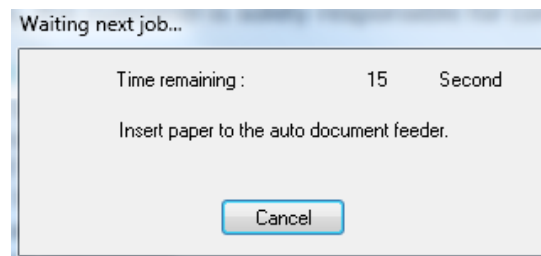 Waiting next job...
Time remaining : 15 Second
Insert paper to the auto document feeder.
Cancel